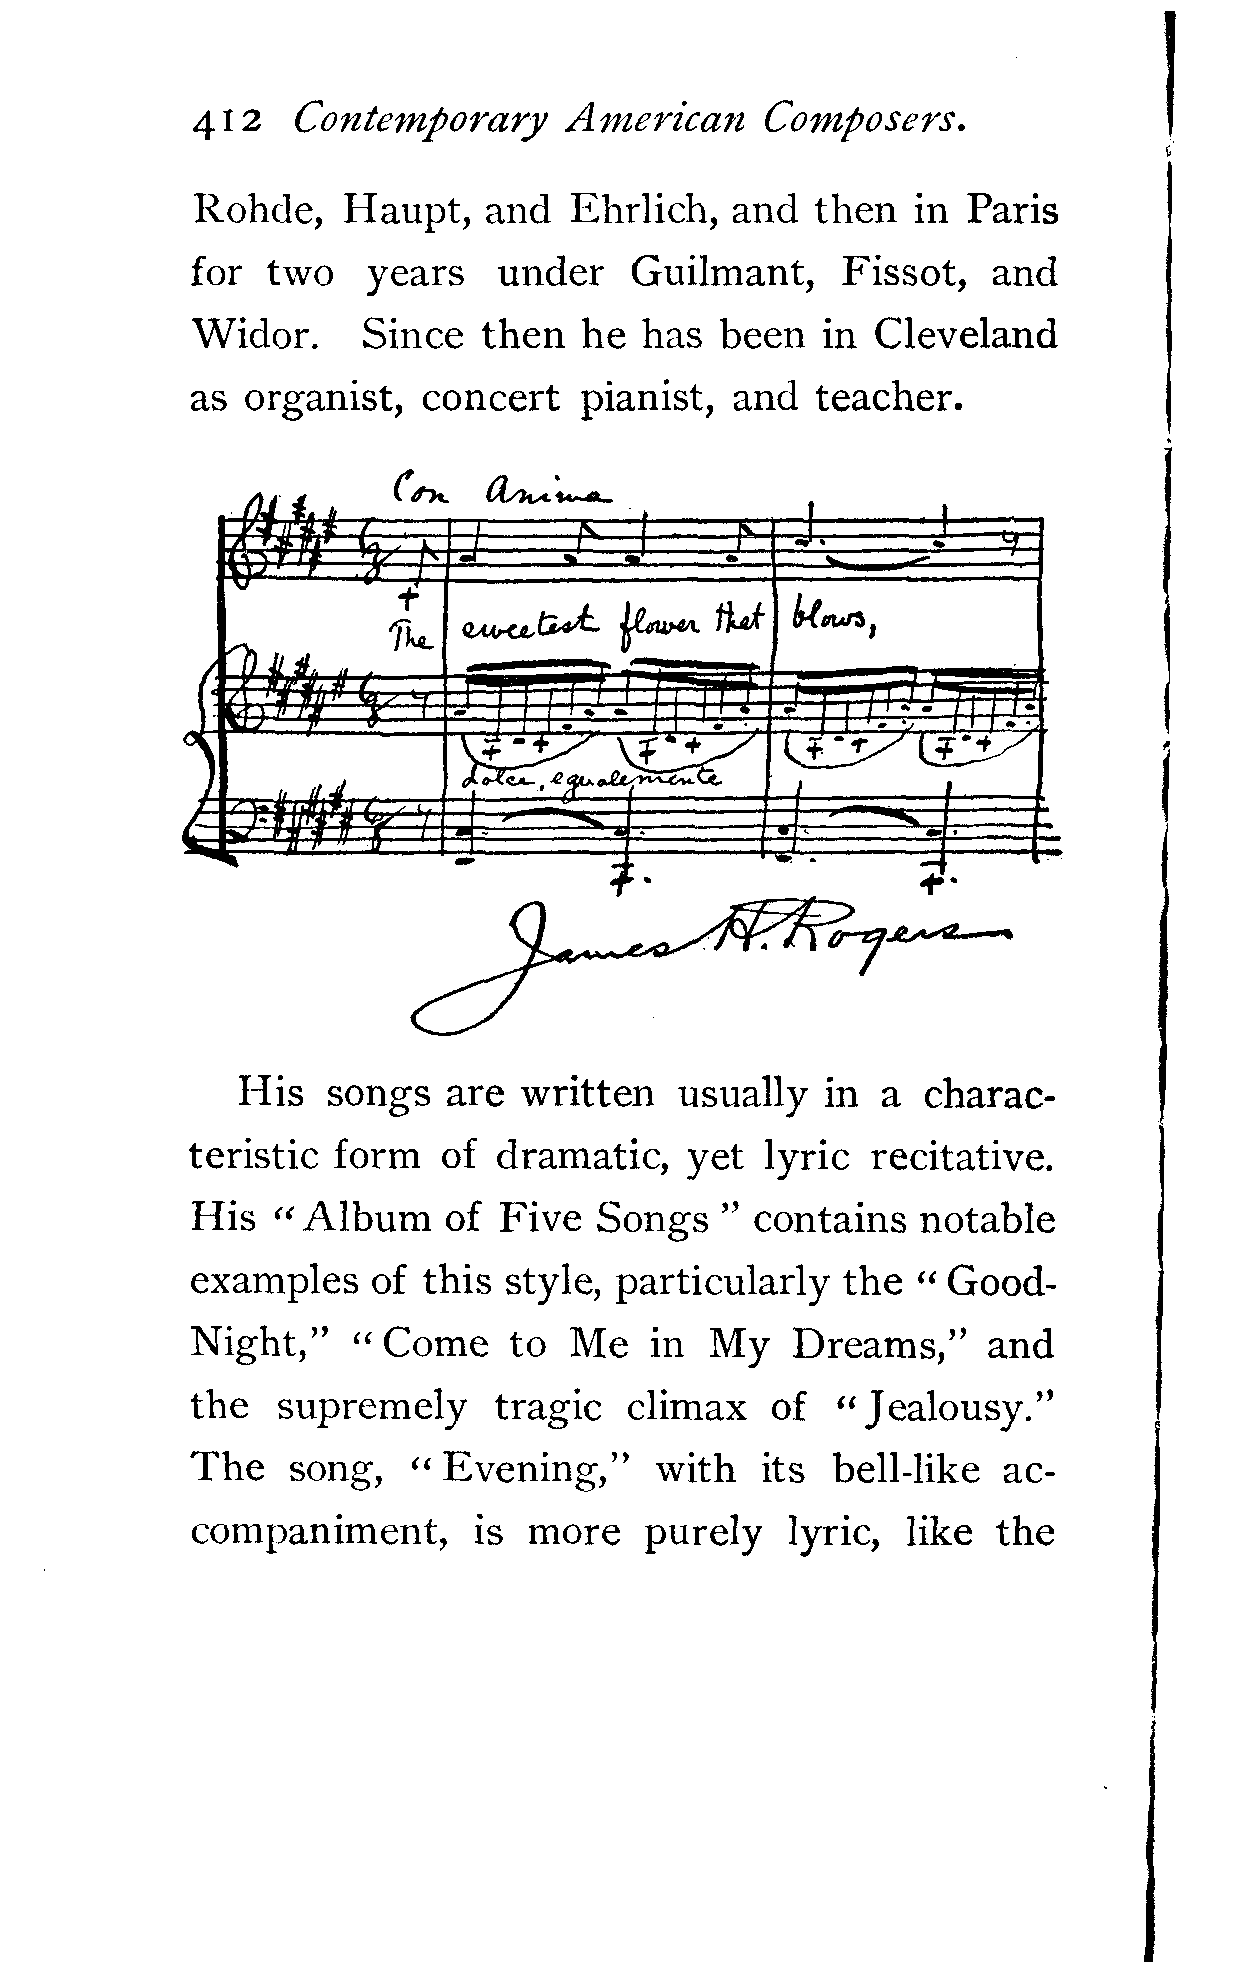 412 Contemporary American Composers.
Rohde, Haupt, and Ehrlich, and then in Paris
for two years under Guilmant, Fissot, and
Widor. Since then he has been in Cleveland
as organist, concert pianist, and teacher.
Con Anima
The sweetest flower that blows,
dolce, egualemente
James H. Rogers
His songs are written usually in a charac-
teristic form of dramatic, yet lyric recitative.
His “Album of Five Songs” contains notable
examples of this style, particularly the “Good-
Night,” “Come to Me in My Dreams,” and
the supremely tragic climax of “Jealousy.”
The song, “Evening,” with its bell-like ac-
companiment, is more purely lyric, like the